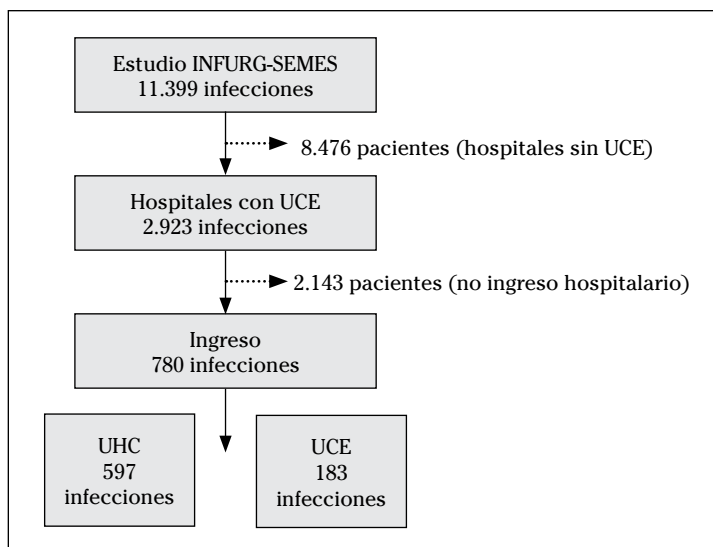 Estudio INFURG-SEMES
11.399 infecciones
8.476 pacientes (hospitales sin UCE)
Hospitales con UCE
2.923 infecciones
2.143 pacientes (no ingreso hospitalario)
Ingreso
780 infecciones
UHC
597
infecciones
UCE
183
infecciones